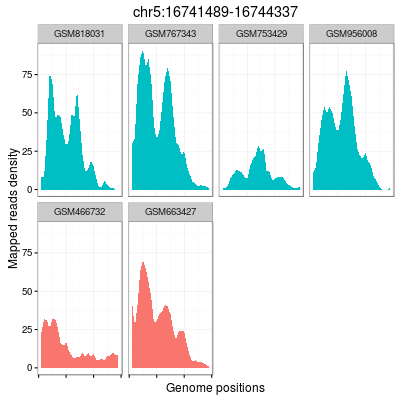 chr5:16741489-16744337
GSM818031 GSM767343 GSM753429 GSM956008
75
50
25
0
GSM466732 GSM663427
75
50
25
0
Mapped reads density
Genome positions